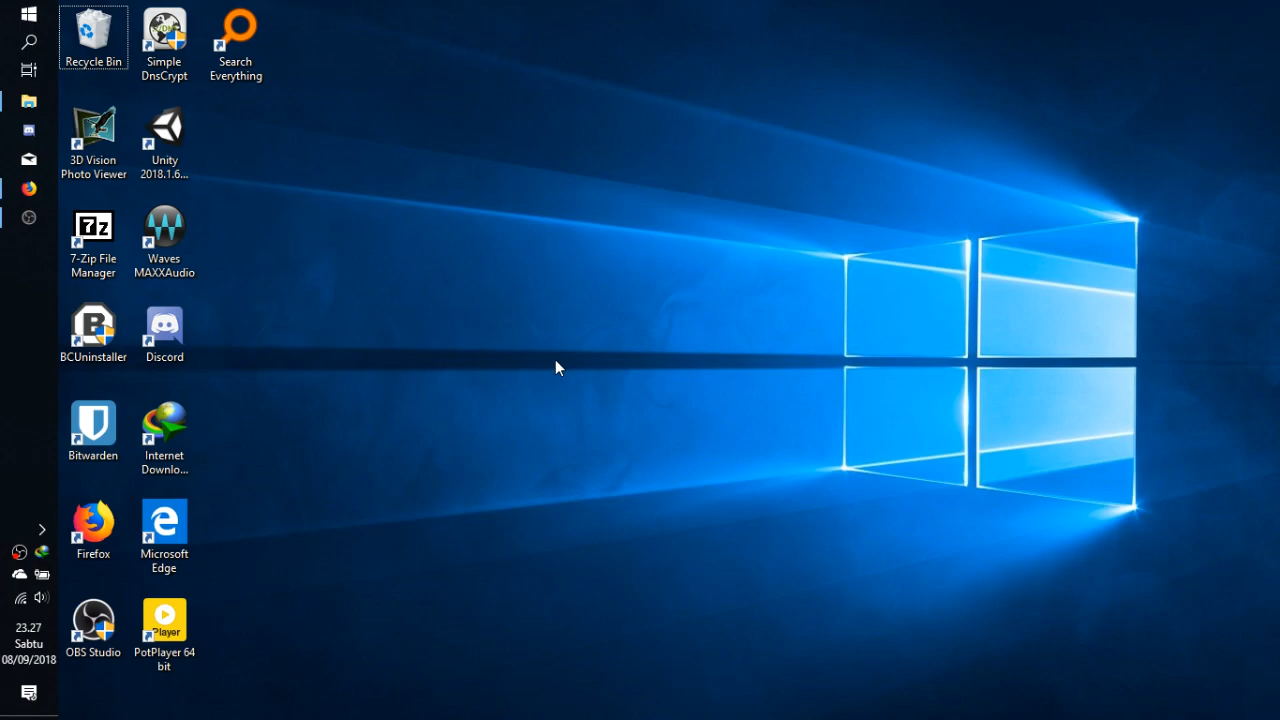 Recycle Bin
Simple
DnsCrypt
Search
Everything
3D Vision
Photo Viewer
Unity
2018.1.6...
7z
7-Zip File
Manager
Waves
MAXXAudio
B
BCUninstaller
Discord
Bitwarden
Internet
Downlo...
Firefox
Microsoft
Edge
OBS Studio
Player
PotPlayer 64
bit
23.27
Sabtu
08/09/2018